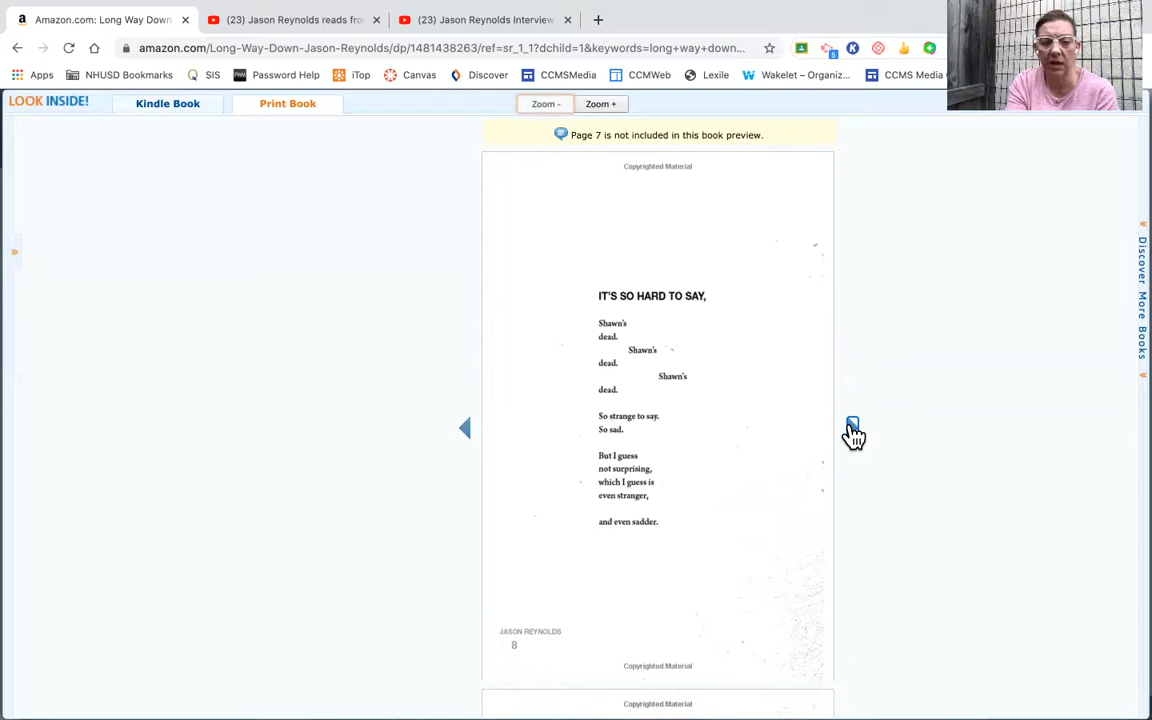 Amazon.com: Long Way Down
(23) Jason Reynolds reads fro
(23) Jason Reynolds Interview
amazon.com/Long-Way-Down-Jason-Reynolds/dp/1481438263/ref=sr_1_1?dchild=1&keywords=long+way+down...
6
Apps
NHUSD Bookmarks
SIS
Password Help
iTop
Canvas
Discover
CCMSMedia
CCMWeb
Lexile
Wakelet – Organiz...
CCMS Media
LOOK INSIDE!
Kindle Book
Print Book
Zoom -
Zoom +
Page 7 is not included in this book preview.
Copyrighted Material
IT'S SO HARD TO SAY,
Shawn's
dead.
Shawn's
dead.
Shawn's
dead.
So strange to say.
So sad.
But I guess
not surprising,
which I guess is
even stranger,
and even sadder.
JASON REYNOLDS
8
Copyrighted Material
Copyrighted Material
Discover More Books